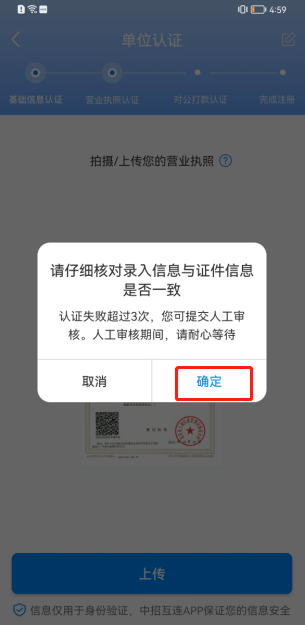 4:59
单位认证
基础信息认证 营业执照认证 对公打款认证 完成注册
拍摄/上传您的营业执照 ?
请仔细核对录入信息与证件信息
是否一致
认证失败超过3次，您可提交人工审
核。人工审核期间，请耐心等待
取消 确定
上传
信息仅用于身份验证，中招互连APP保证您的信息安全